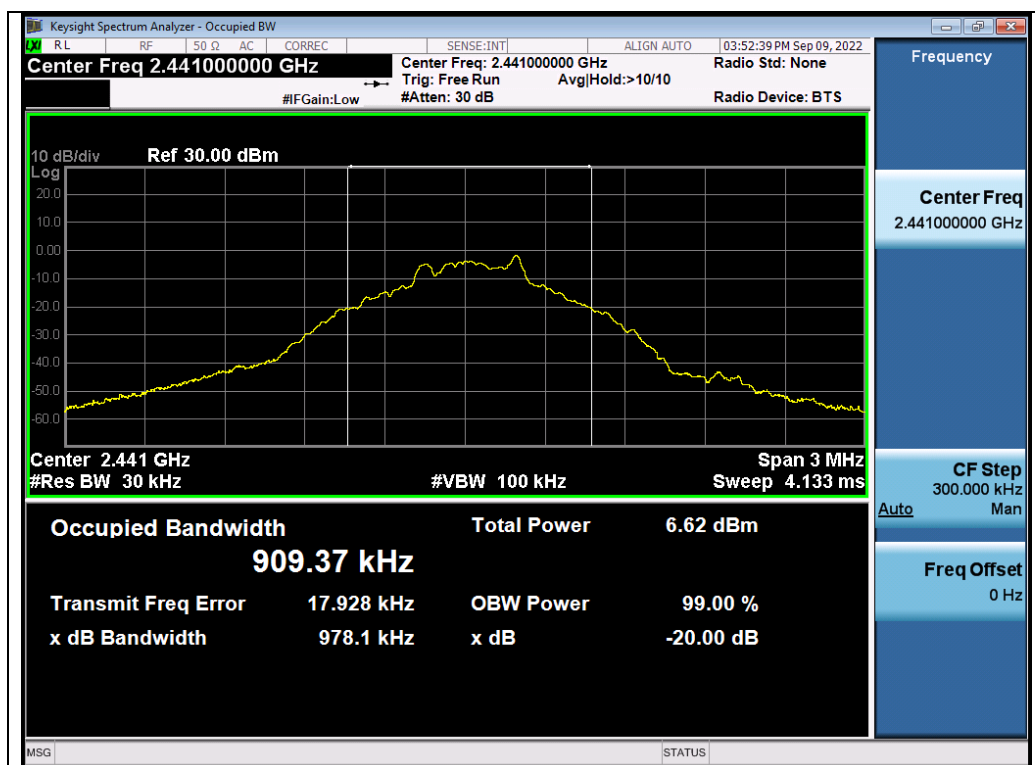 Keysight Spectrum Analyzer - Occupied BW
LXI RL RF 50 Ω AC CORREC SENSE:INT ALIGN AUTO 03:52:39 PM Sep 09, 2022
Center Freq 2.441000000 GHz
Center Freq: 2.441000000 GHz
Radio Std: None
Trig: Free Run Avg|Hold:>10/10
#IFGain:Low
#Atten: 30 dB
Radio Device: BTS
10 dB/div Ref 30.00 dBm
Log
20.0
10.0
0.00
-10.0
-20.0
-30.0
-40.0
-50.0
-60.0
Center 2.441 GHz Span 3 MHz
#Res BW 30 kHz #VBW 100 kHz Sweep 4.133 ms
Occupied Bandwidth Total Power 6.62 dBm
909.37 kHz
Transmit Freq Error 17.928 kHz OBW Power 99.00 %
x dB Bandwidth 978.1 kHz x dB -20.00 dB
MSG STATUS
Frequency
Center Freq
2.441000000 GHz
CF Step
300.000 kHz
Auto Man
Freq Offset
0 Hz